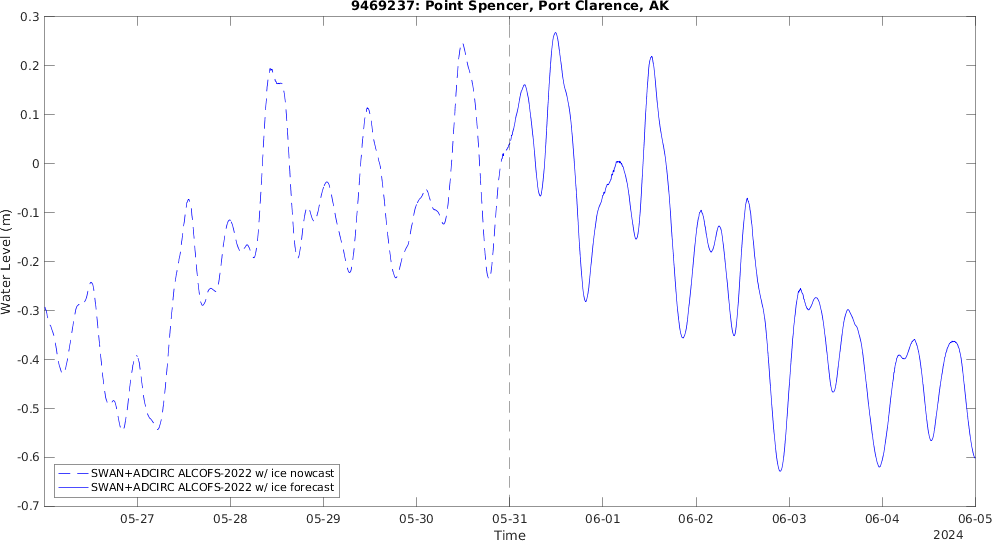 9469237: Point Spencer, Port Clarence, AK
0.3
0.2
0.1
0
-0.1
-0.2
-0.3
-0.4
-0.5
-0.6
-0.7
Water Level (m)
SWAN+ADCIRC ALCOFS-2022 w/ ice nowcast
SWAN+ADCIRC ALCOFS-2022 w/ ice forecast
05-27 05-28 05-29 05-30 05-31 06-01 06-02 06-03 06-04 06-05
Time
2024